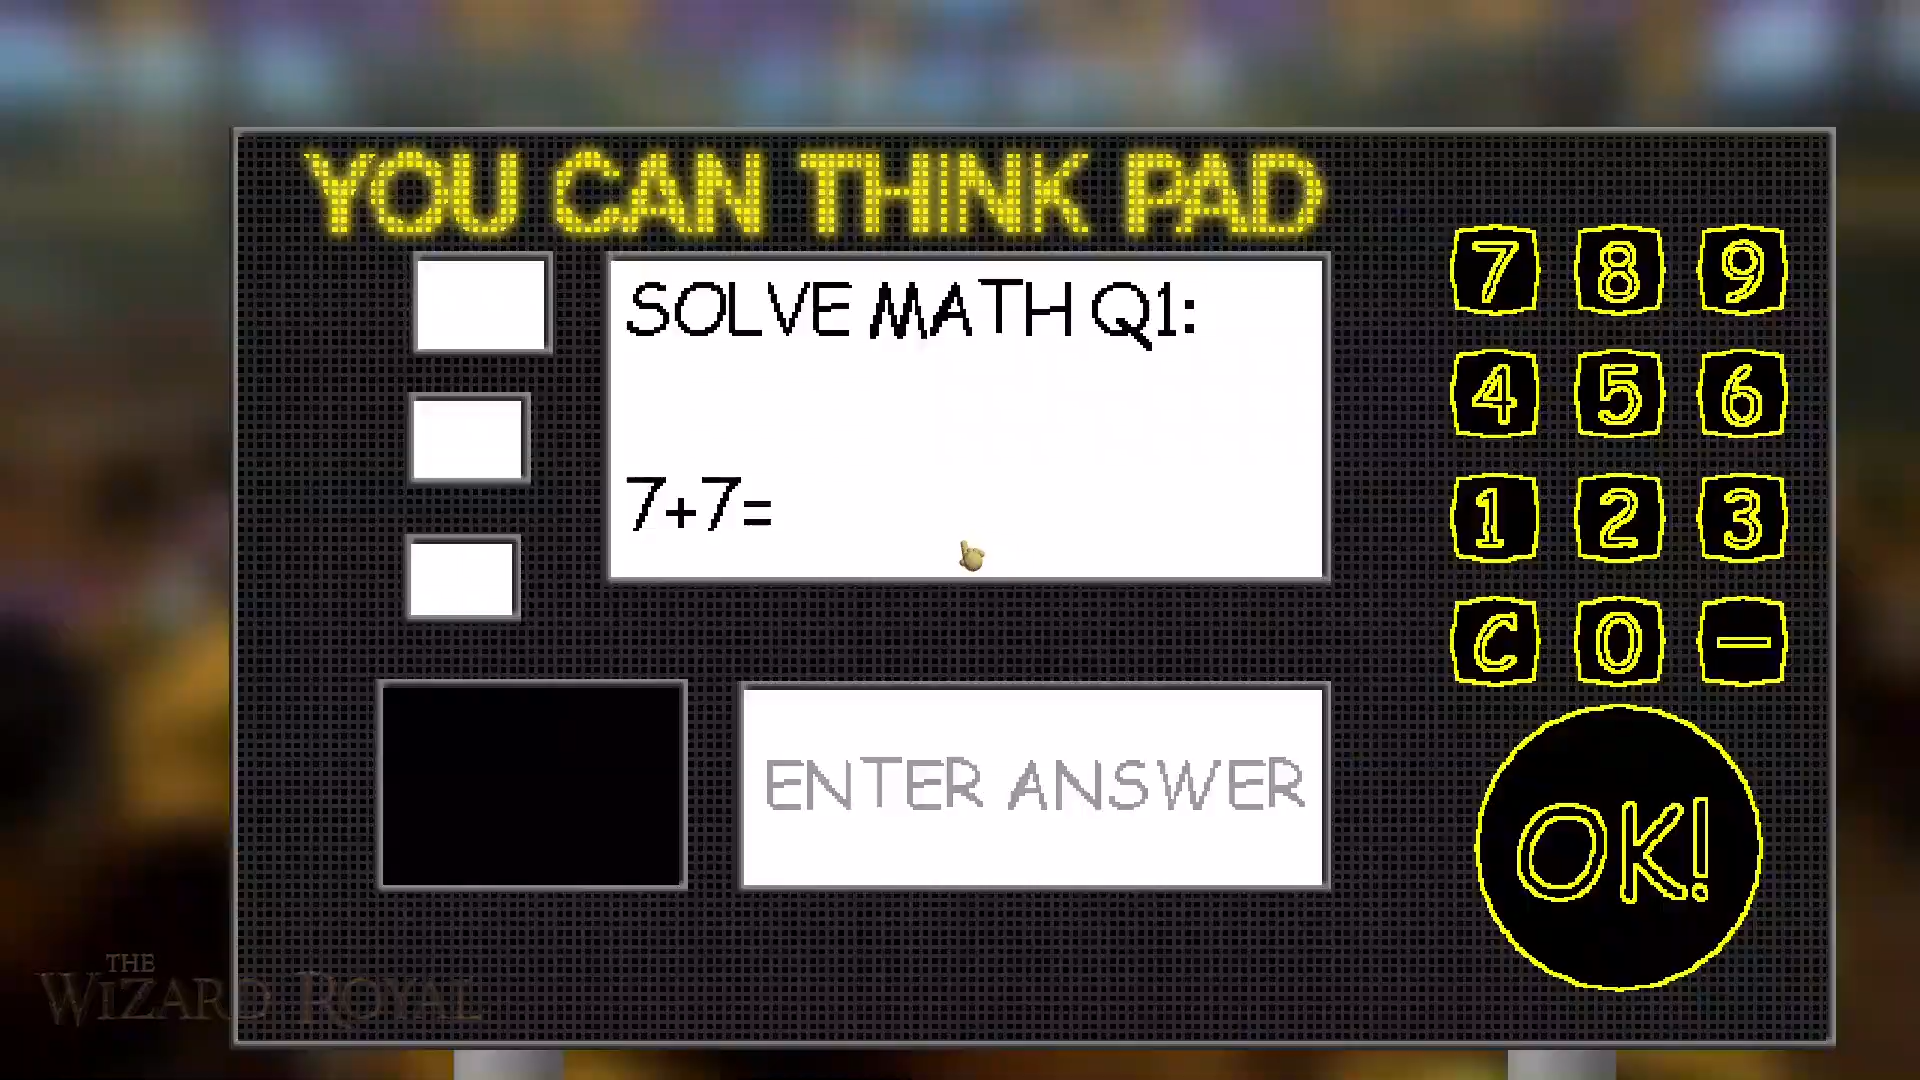 YOU CAN THINK PAD
SOLVE MATH Q1:
7+7=
ENTER ANSWER
7 8 9
4 5 6
1 2 3
C 0 -
OK!
THE
WIZARD ROYAL